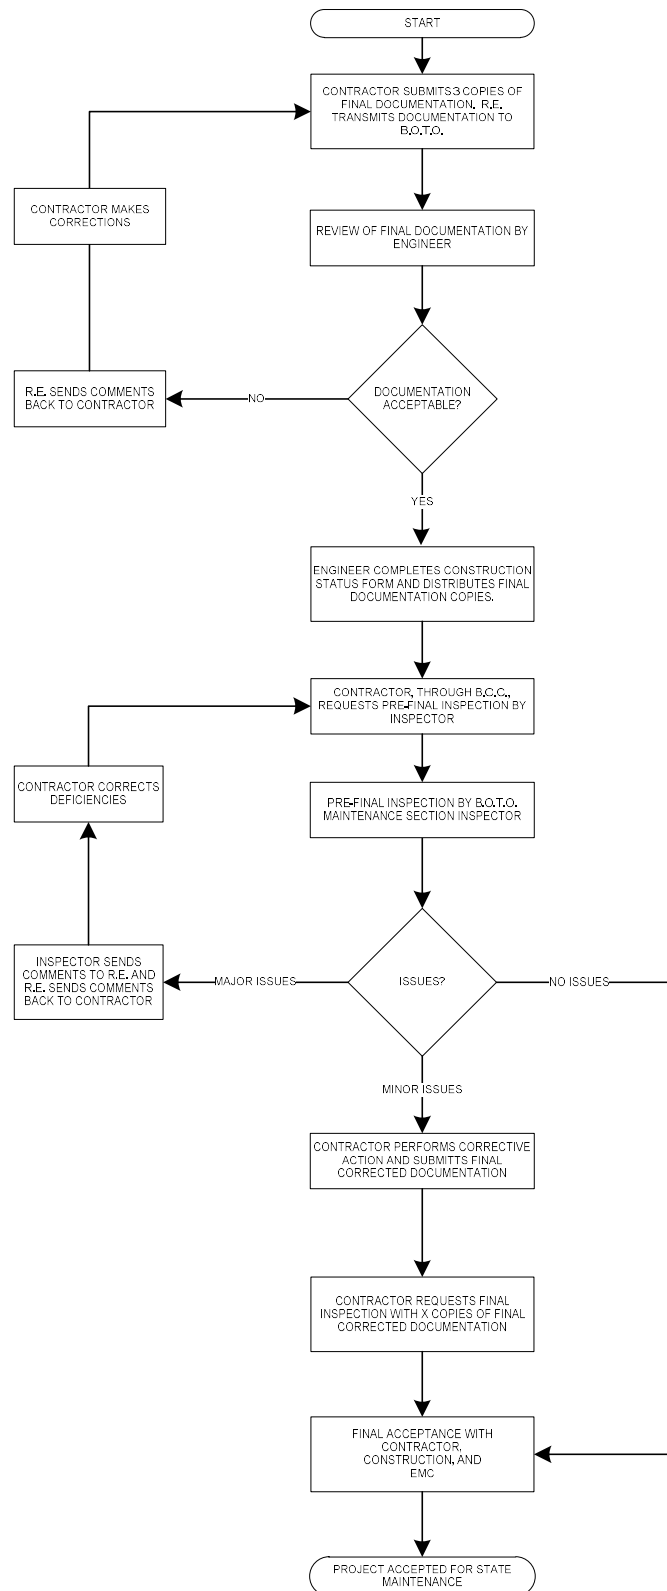 START
CONTRACTOR SUBMITS 3 COPIES OF
FINAL DOCUMENTATION. R.E.
TRANSMITS DOCUMENTATION TO
B.O.T.O.
CONTRACTOR MAKES
CORRECTIONS
REVIEW OF FINAL DOCUMENTATION BY
ENGINEER
R.E. SENDS COMMENTS
BACK TO CONTRACTOR
NO
DOCUMENTATION
ACCEPTABLE?
YES
ENGINEER COMPLETES CONSTRUCTION
STATUS FORM AND DISTRIBUTES FINAL
DOCUMENTATION COPIES.
CONTRACTOR, THROUGH B.C.C.,
REQUESTS PRE-FINAL INSPECTION BY
INSPECTOR
CONTRACTOR CORRECTS
DEFICIENCIES
PRE-FINAL INSPECTION BY B.O.T.O.
MAINTENANCE SECTION INSPECTOR
INSPECTOR SENDS
COMMENTS TO R.E. AND
R.E. SENDS COMMENTS
BACK TO CONTRACTOR
MAJOR ISSUES
ISSUES?
NO ISSUES
MINOR ISSUES
CONTRACTOR PERFORMS CORRECTIVE
ACTION AND SUBMITTS FINAL
CORRECTED DOCUMENTATION
CONTRACTOR REQUESTS FINAL
INSPECTION WITH X COPIES OF FINAL
CORRECTED DOCUMENTATION
FINAL ACCEPTANCE WITH
CONTRACTOR,
CONSTRUCTION, AND
EMC
PROJECT ACCEPTED FOR STATE
MAINTENANCE